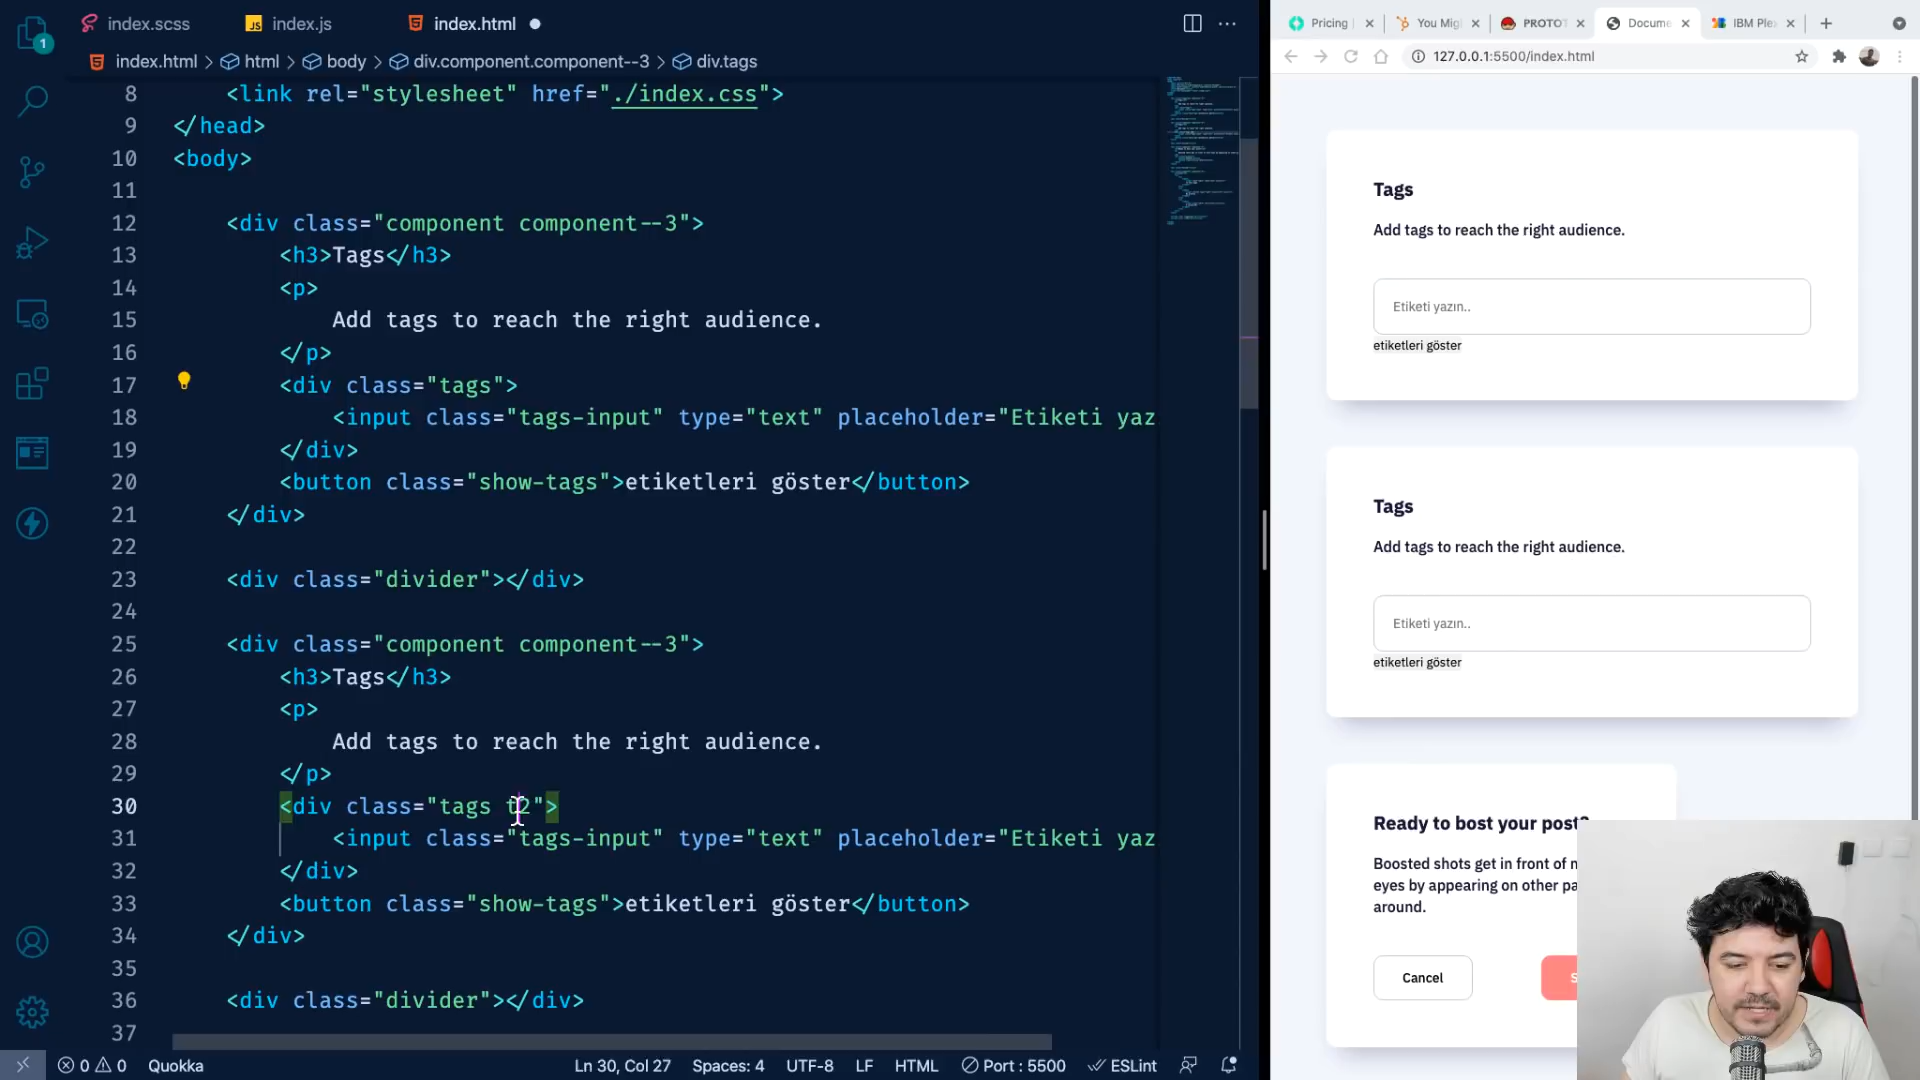 index.scss
JS index.js
index.html
index.html > html > body > div.component.component--3 > div.tags
8 <link rel="stylesheet" href="./index.css">
9 </head>
10 <body>
11
12 <div class="component component--3">
13 <h3>Tags</h3>
14 <p>
15 Add tags to reach the right audience.
16 </p>
17 <div class="tags">
18 <input class="tags-input" type="text" placeholder="Etiketi yaz
19 </div>
20 <button class="show-tags">etiketleri göster</button>
21 </div>
22
23 <div class="divider"></div>
24
25 <div class="component component--3">
26 <h3>Tags</h3>
27 <p>
28 Add tags to reach the right audience.
29 </p>
30 <div class="tags t2">
31 <input class="tags-input" type="text" placeholder="Etiketi yaz
32 </div>
33 <button class="show-tags">etiketleri göster</button>
34 </div>
35
36 <div class="divider"></div>
37
1
0 0 Quokka Ln 30, Col 27 Spaces: 4 UTF-8 LF HTML Port : 5500 ESLint
Pricing
You Mig
PROTOT
Docume
IBM Plex
127.0.0.1:5500/index.html
Tags
Add tags to reach the right audience.
Etiketi yazın..
etiketleri göster
Tags
Add tags to reach the right audience.
Etiketi yazın..
etiketleri göster
Ready to bost your post?
Boosted shots get in front of
eyes by appearing on other pa
around.
Cancel